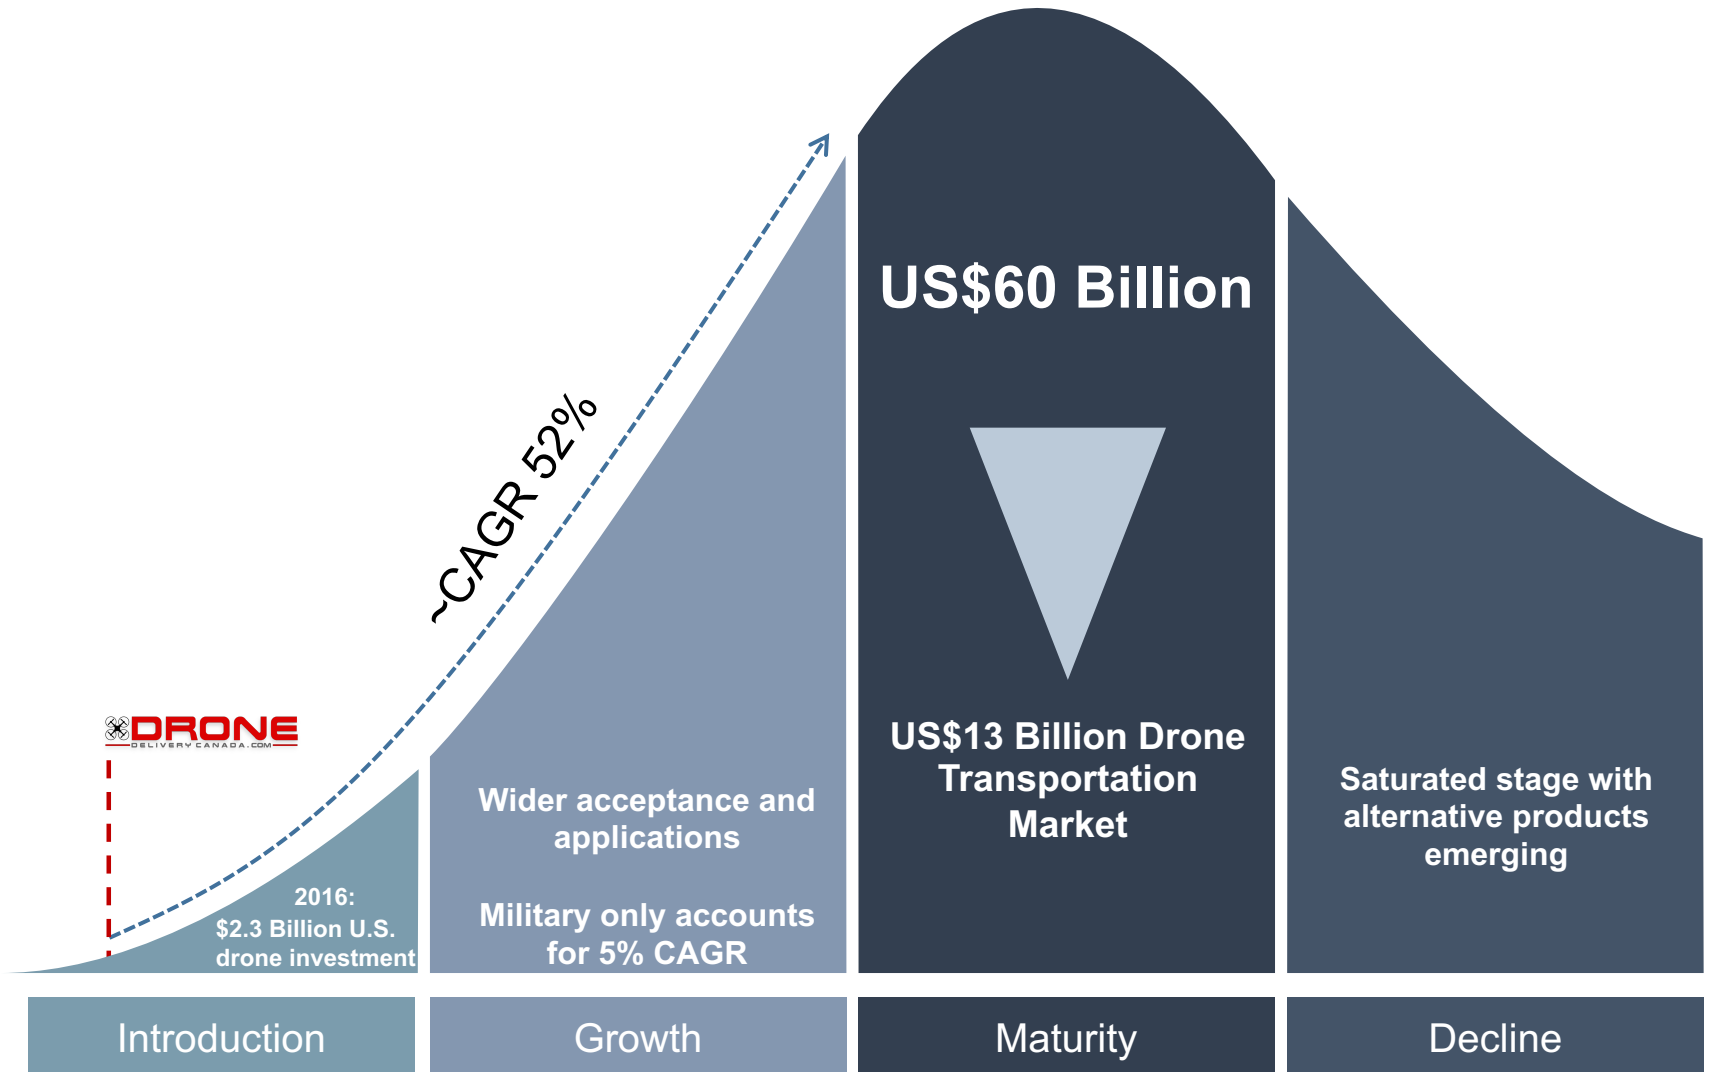 US$60 Billion
~CAGR 52%
DRONE
DELIVERY CANADA.COM
US$13 Billion Drone
Transportation
Market
Wider acceptance and
applications
Military only accounts
for 5% CAGR
Saturated stage with
alternative products
emerging
2016:
$2.3 Billion U.S.
drone investment
Introduction
Growth
Maturity
Decline